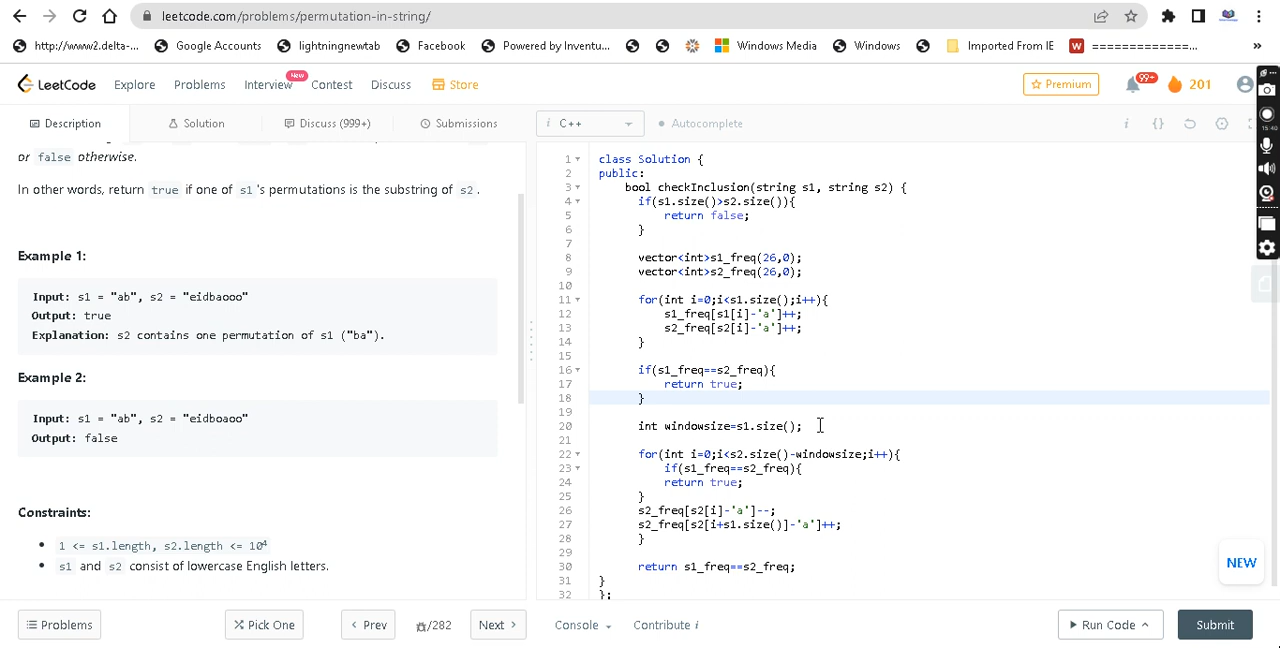 leetcode.com/problems/permutation-in-string/
http://www2.delta-... Google Accounts lightningnewtab Facebook Powered by Inventu... Windows Media Windows Imported From IE W ============... »
LeetCode Explore Problems Interview New Contest Discuss Store Premium 99+ 201
Description Solution Discuss (999+) Submissions
i C++ Autocomplete i {}
15:40
or false otherwise.
In other words, return true if one of s1 's permutations is the substring of s2 .
Example 1:
Input: s1 = "ab", s2 = "eidbaooo"
Output: true
Explanation: s2 contains one permutation of s1 ("ba").
Example 2:
Input: s1 = "ab", s2 = "eidboaoo"
Output: false
Constraints:
• 1 <= s1.length, s2.length <= 10⁴
• s1 and s2 consist of lowercase English letters.
1 class Solution {
2 public:
3 bool checkInclusion(string s1, string s2) {
4 if(s1.size()>s2.size()){
5 return false;
6 }
7
8 vector<int>s1_freq(26,0);
9 vector<int>s2_freq(26,0);
10
11 for(int i=0;i<s1.size();i++){
12 s1_freq[s1[i]-'a']++;
13 s2_freq[s2[i]-'a']++;
14 }
15
16 if(s1_freq==s2_freq){
17 return true;
18 }
19
20 int windowsize=s1.size();
21
22 for(int i=0;i<s2.size()-windowsize;i++){
23 if(s1_freq==s2_freq){
24 return true;
25 }
26 s2_freq[s2[i]-'a']--;
27 s2_freq[s2[i+s1.size()]-'a']++;
28 }
29
30 return s1_freq==s2_freq;
31 }
32 };
NEW
Problems Pick One Prev /282 Next Console Contribute i Run Code Submit